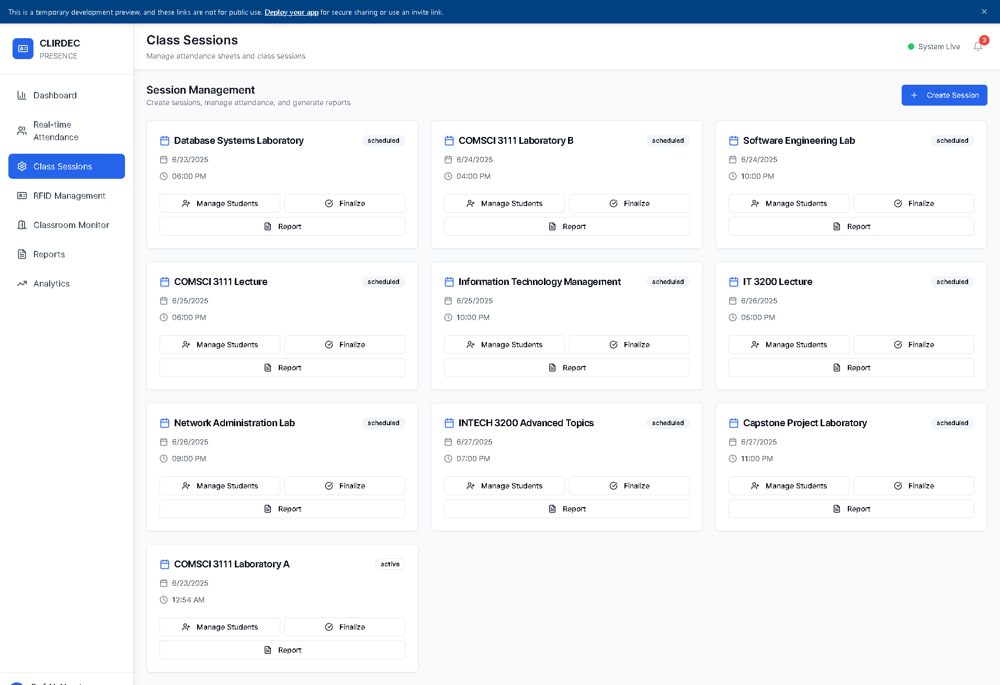 This is a temporary development preview, and these links are not for public use. Deploy your app for secure sharing or use an invite link.
CLIRDEC
PRESENCE
Dashboard
Real-time
Attendance
Class Sessions
RFID Management
Classroom Monitor
Reports
Analytics
Class Sessions
Manage attendance sheets and class sessions
System Live
3
Session Management
Create sessions, manage attendance, and generate reports
Create Session
Database Systems Laboratory
scheduled
6/23/2025
06:00 PM
Manage Students
Finalize
Report
COMSCI 3111 Laboratory B
scheduled
6/24/2025
04:00 PM
Manage Students
Finalize
Report
Software Engineering Lab
scheduled
6/24/2025
10:00 PM
Manage Students
Finalize
Report
COMSCI 3111 Lecture
scheduled
6/25/2025
06:00 PM
Manage Students
Finalize
Report
Information Technology Management
scheduled
6/25/2025
10:00 PM
Manage Students
Finalize
Report
IT 3200 Lecture
scheduled
6/26/2025
05:00 PM
Manage Students
Finalize
Report
Network Administration Lab
scheduled
6/26/2025
09:00 PM
Manage Students
Finalize
Report
INTECH 3200 Advanced Topics
scheduled
6/27/2025
07:00 PM
Manage Students
Finalize
Report
Capstone Project Laboratory
scheduled
6/27/2025
11:00 PM
Manage Students
Finalize
Report
COMSCI 3111 Laboratory A
active
6/23/2025
12:54 AM
Manage Students
Finalize
Report